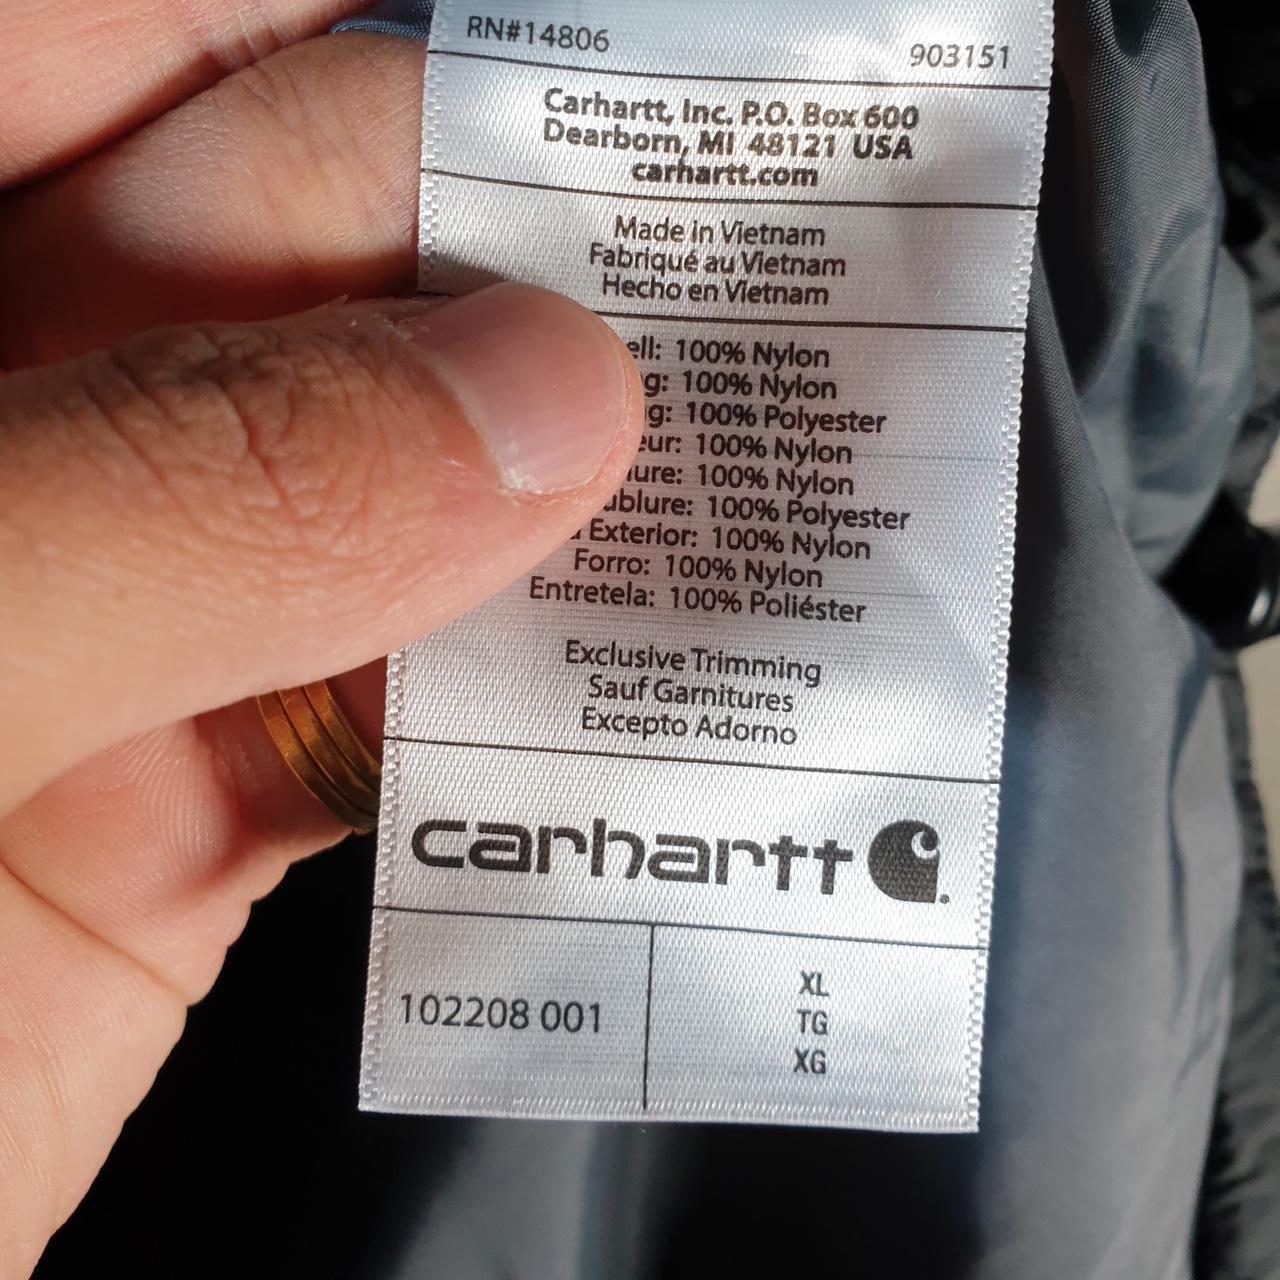 RN#14806 903151
Carhartt, Inc. P.O. Box 600
Dearborn, MI 48121 USA
carhartt.com
Made in Vietnam
Fabriqué au Vietnam
Hecho en Vietnam
ell: 100% Nylon
g: 100% Nylon
g: 100% Polyester
eur: 100% Nylon
ure: 100% Nylon
ublure: 100% Polyester
Exterior: 100% Nylon
Forro: 100% Nylon
Entretela: 100% Poliéster
Exclusive Trimming
Sauf Garnitures
Excepto Adorno
carhartt
102208 001
XL
TG
XG